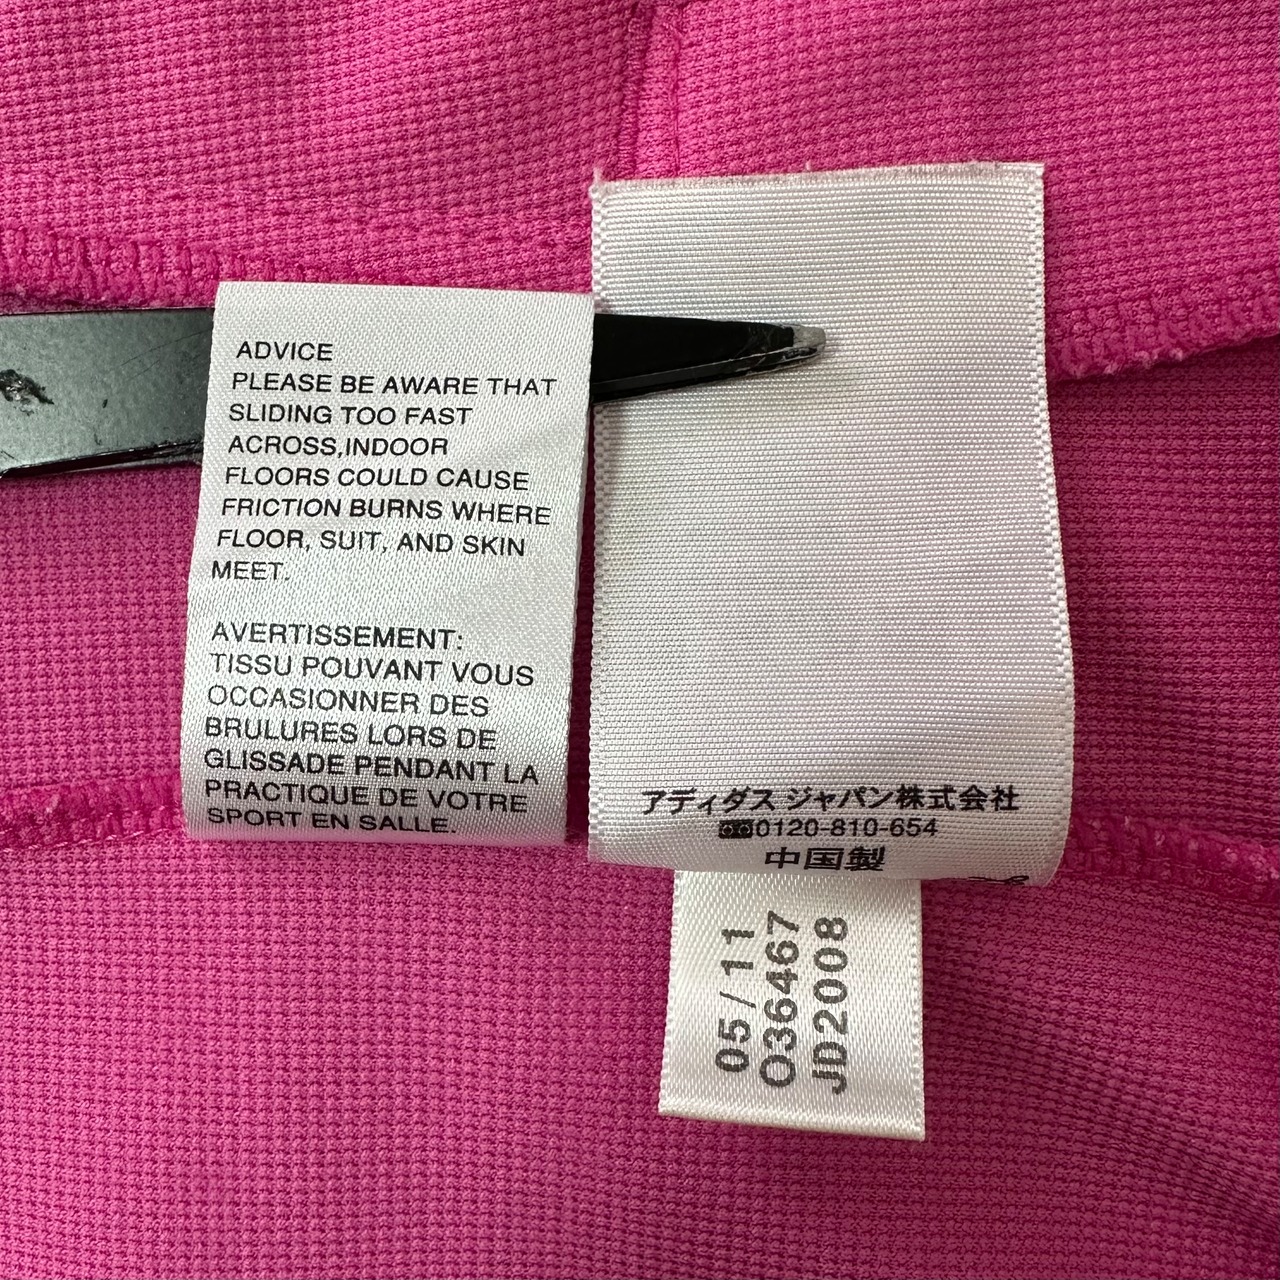 ADVICE
PLEASE BE AWARE THAT
SLIDING TOO FAST
ACROSS,INDOOR
FLOORS COULD CAUSE
FRICTION BURNS WHERE
FLOOR, SUIT, AND SKIN
MEET.
AVERTISSEMENT:
TISSU POUVANT VOUS
OCCASIONNER DES
BRULURES LORS DE
GLISSADE PENDANT LA
PRACTIQUE DE VOTRE
SPORT EN SALLE.
アディダス ジャパン株式会社
0120-810-654
中国製
05/11
O36467
JD2008